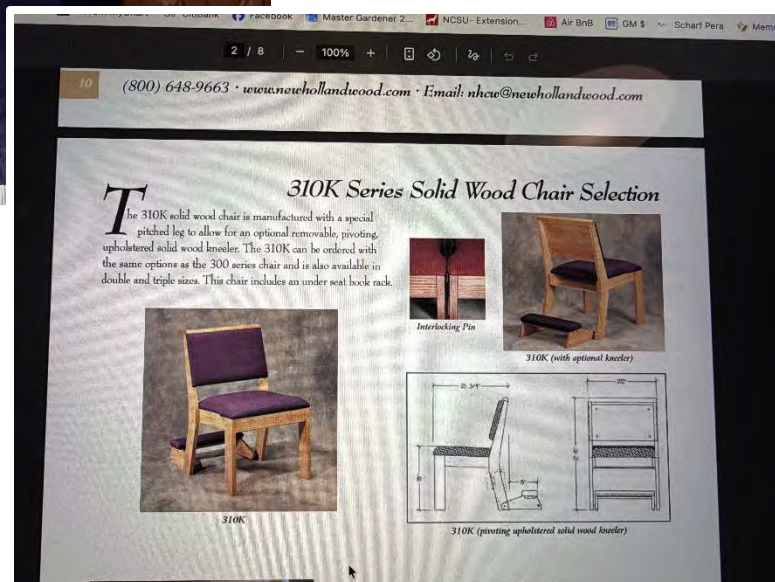 Facebook
Master Gardener 2...
NCSU- Extension...
Air BnB
GM $
Scharf Pera
2 / 8
100%
10
(800) 648-9663 · www.newhollandwood.com · Email: nhcw@newhollandwood.com
310K Series Solid Wood Chair Selection
The 310K solid wood chair is manufactured with a special
pitched leg to allow for an optional removable, pivoting,
upholstered solid wood kneeler. The 310K can be ordered with
the same options as the 300 series chair and is also available in
double and triple sizes. This chair includes an under seat book rack.
Interlocking Pin
310K (with optional kneeler)
310K
310K (pivoting upholstered solid wood kneeler)